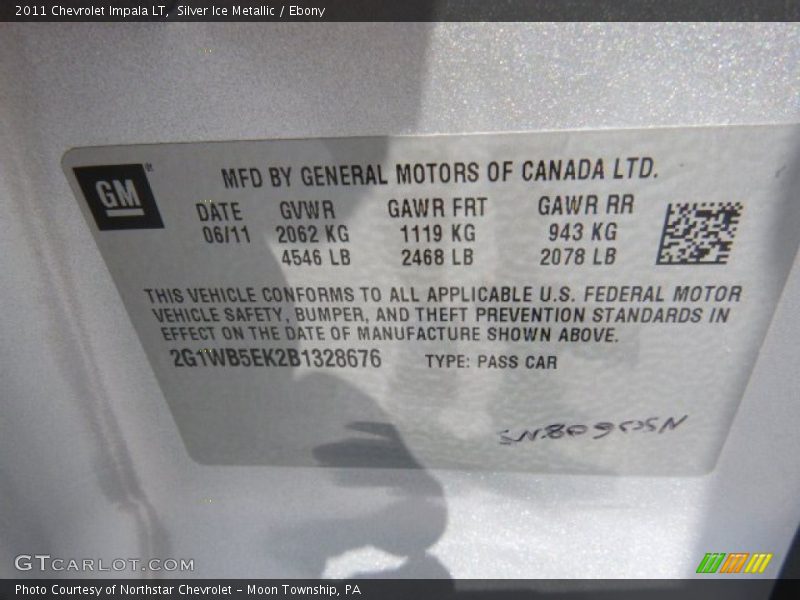 2011 Chevrolet Impala LT, Silver Ice Metallic / Ebony
GM
MFD BY GENERAL MOTORS OF CANADA LTD.
DATE GVWR GAWR FRT GAWR RR
06/11 2062 KG 1119 KG 943 KG
4546 LB 2468 LB 2078 LB
THIS VEHICLE CONFORMS TO ALL APPLICABLE U.S. FEDERAL MOTOR
VEHICLE SAFETY, BUMPER, AND THEFT PREVENTION STANDARDS IN
EFFECT ON THE DATE OF MANUFACTURE SHOWN ABOVE.
2G1WB5EK2B1328676 TYPE: PASS CAR
GTCARLOT.COM
Photo Courtesy of Northstar Chevrolet - Moon Township, PA